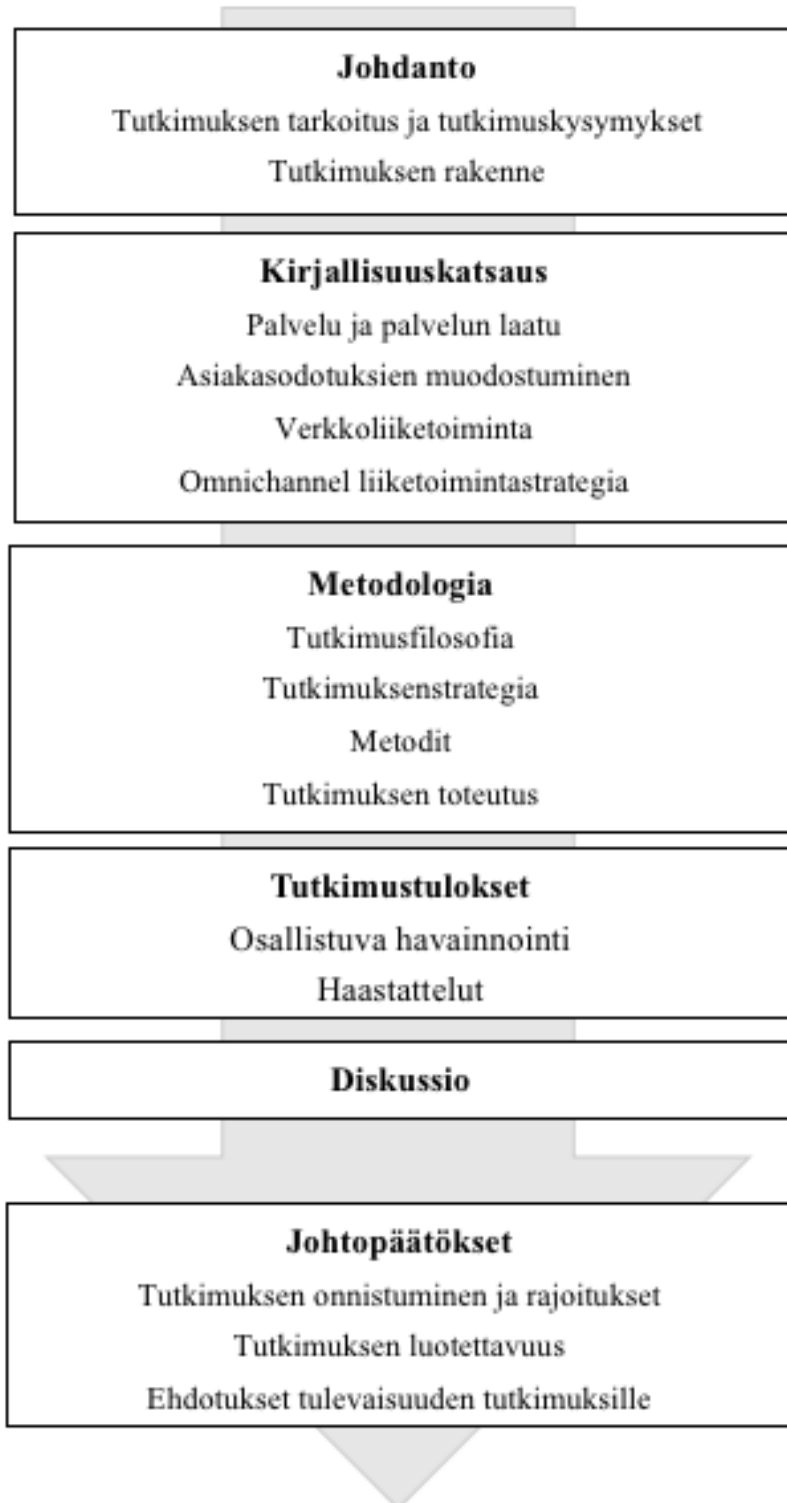 Johdanto
Tutkimuksen tarkoitus ja tutkimuskysymykset
Tutkimuksen rakenne
Kirjallisuuskatsaus
Palvelu ja palvelun laatu
Asiakasodotuksien muodostuminen
Verkkoliiketoiminta
Omnichannel liiketoimintastrategia
Metodologia
Tutkimusfilosofia
Tutkimuksenstrategia
Metodit
Tutkimuksen toteutus
Tutkimustulokset
Osallistuva havainnointi
Haastattelut
Diskussio
Johtopäätökset
Tutkimuksen onnistuminen ja rajoitukset
Tutkimuksen luotettavuus
Ehdotukset tulevaisuuden tutkimuksille